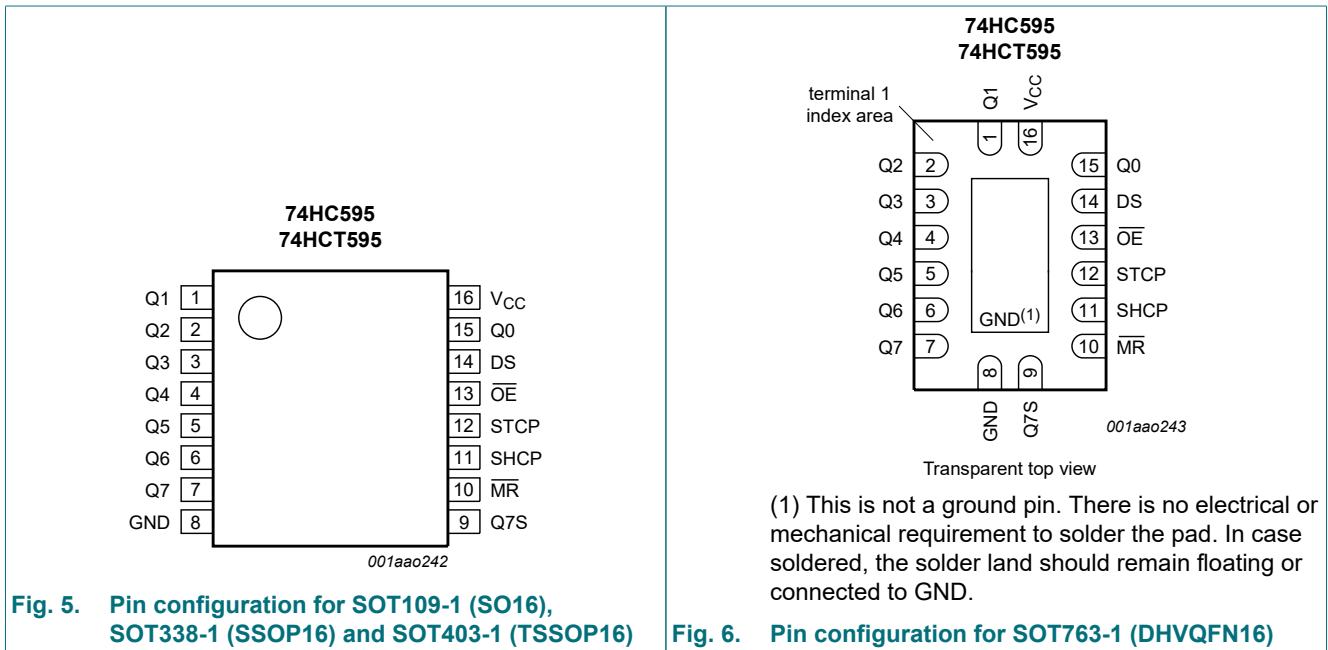 74HC595
74HCT595
Q1 1
Q2 2
Q3 3
Q4 4
Q5 5
Q6 6
Q7 7
GND 8
16 VCC
15 Q0
14 DS
13 OE
12 STCP
11 SHCP
10 MR
9 Q7S
001aao242
Fig. 5. Pin configuration for SOT109-1 (SO16),
SOT338-1 (SSOP16) and SOT403-1 (TSSOP16)
74HC595
74HCT595
terminal 1
index area
Q1
VCC
1
16
Q2 2
Q3 3
Q4 4
Q5 5
Q6 6
Q7 7
15 Q0
14 DS
13 OE
12 STCP
11 SHCP
10 MR
GND(1)
8
9
GND
Q7S
001aao243
Transparent top view
(1) This is not a ground pin. There is no electrical or
mechanical requirement to solder the pad. In case
soldered, the solder land should remain floating or
connected to GND.
Fig. 6. Pin configuration for SOT763-1 (DHVQFN16)